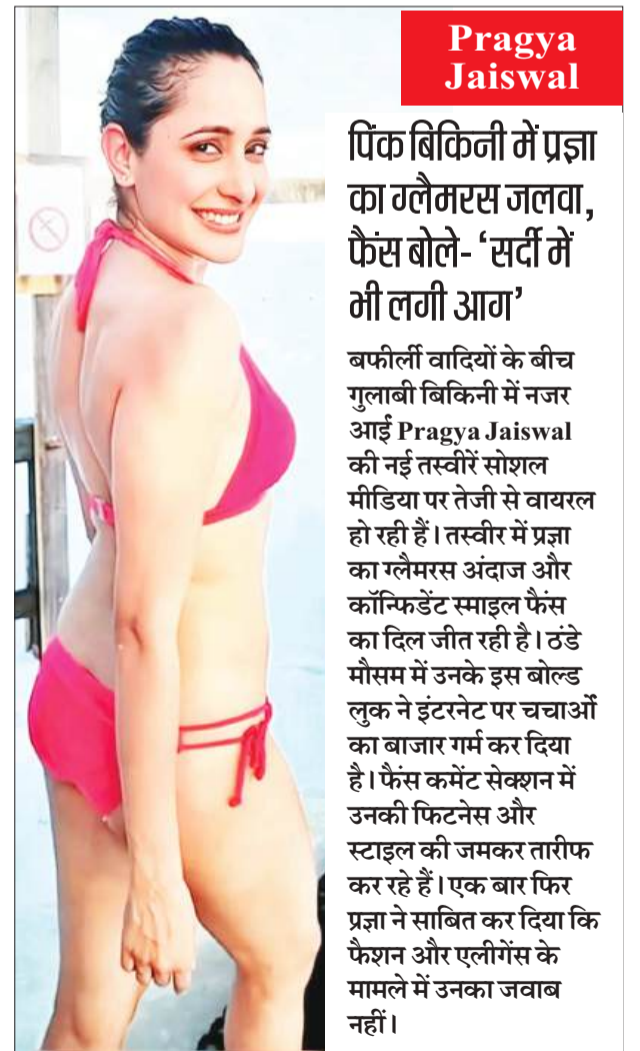 Pragya
Jaiswal
पिंक बिकिनी में प्रज्ञा
का ग्लैमरस जलवा,
फैंस बोले- ‘सर्दी में
भी लगी आग’
बफीर्ली वादियों के बीच
गुलाबी बिकिनी में नजर
आईं Pragya Jaiswal
की नई तस्वीरें सोशल
मीडिया पर तेजी से वायरल
हो रही हैं। तस्वीर में प्रज्ञा
का ग्लैमरस अंदाज और
कॉन्फिडेंट स्माइल फैंस
का दिल जीत रही है। ठंडे
मौसम में उनके इस बोल्ड
लुक ने इंटरनेट पर चचार्ओं
का बाजार गर्म कर दिया
है। फैंस कमेंट सेक्शन में
उनकी फिटनेस और
स्टाइल की जमकर तारीफ
कर रहे हैं। एक बार फिर
प्रज्ञा ने साबित कर दिया कि
फैशन और एलीगेंस के
मामले में उनका जवाब
नहीं।